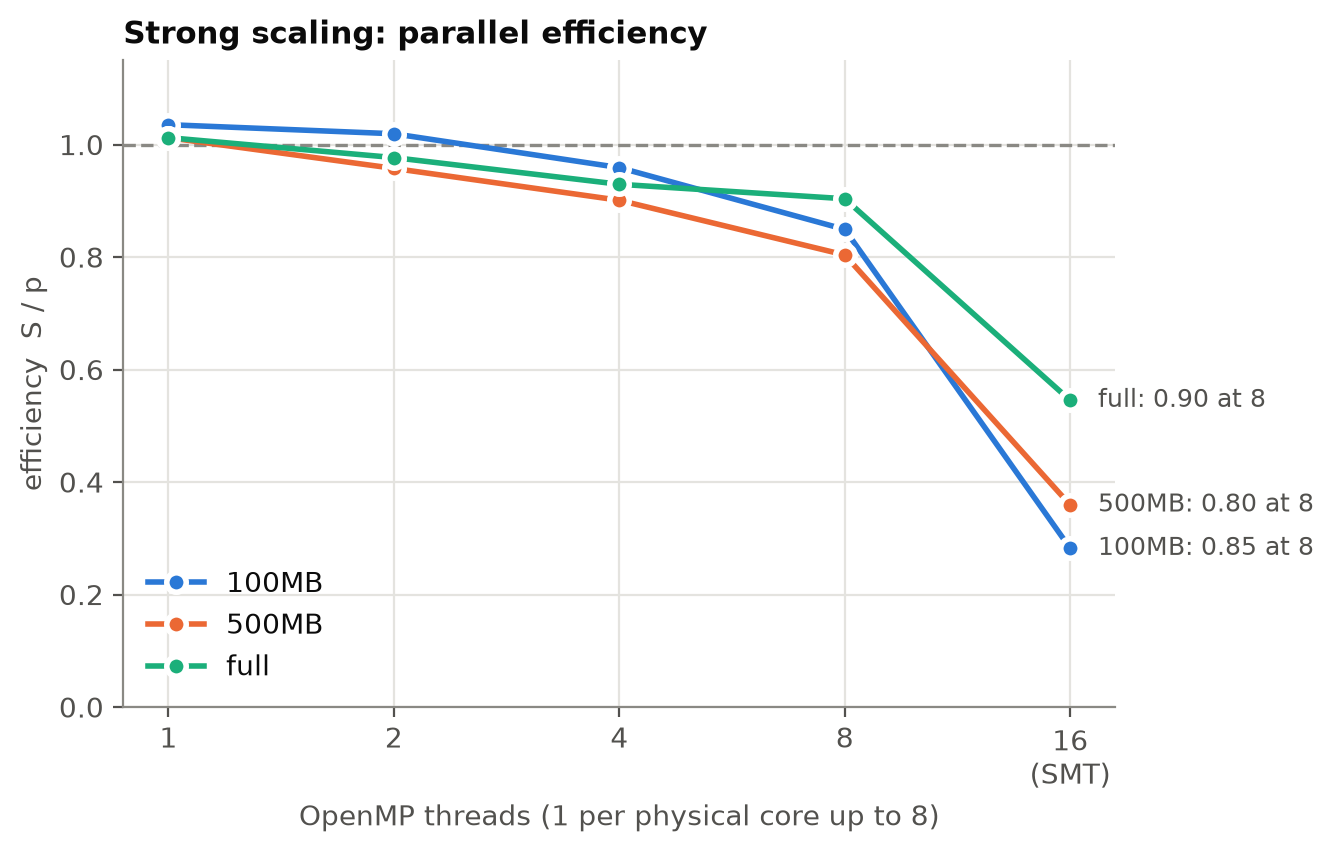 Strong scaling: parallel efficiency
efficiency S / p
1.0
0.8
0.6
0.4
0.2
0.0
full: 0.90 at 8
500MB: 0.80 at 8
100MB: 0.85 at 8
100MB
500MB
full
1 2 4 8 16
(SMT)
OpenMP threads (1 per physical core up to 8)